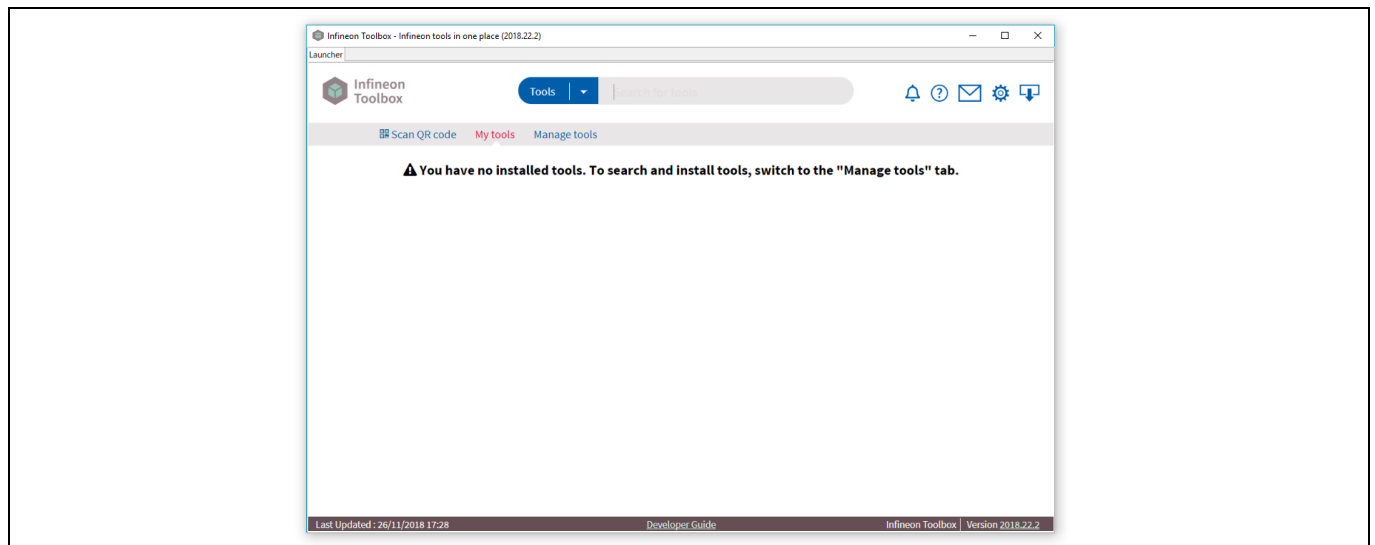 Infineon Toolbox - Infineon tools in one place (2018.22.2)
Launcher
Infineon
Toolbox
Tools
Search for tools
Scan QR code My tools Manage tools
You have no installed tools. To search and install tools, switch to the "Manage tools" tab.
Last Updated : 26/11/2018 17:28 Developer Guide Infineon Toolbox Version 2018.22.2